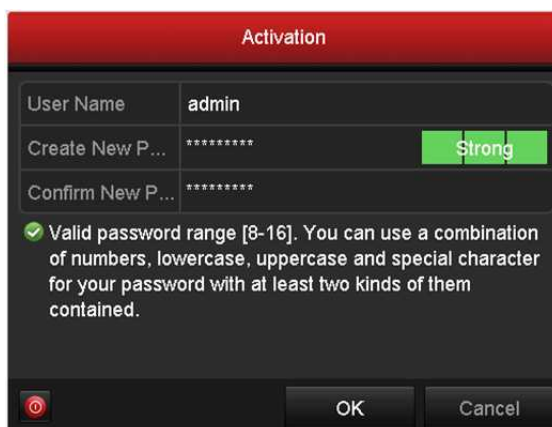 Activation
User Name admin
Create New P... ********* Strong
Confirm New P... *********
Valid password range [8-16]. You can use a combination
of numbers, lowercase, uppercase and special character
for your password with at least two kinds of them
contained.
OK Cancel